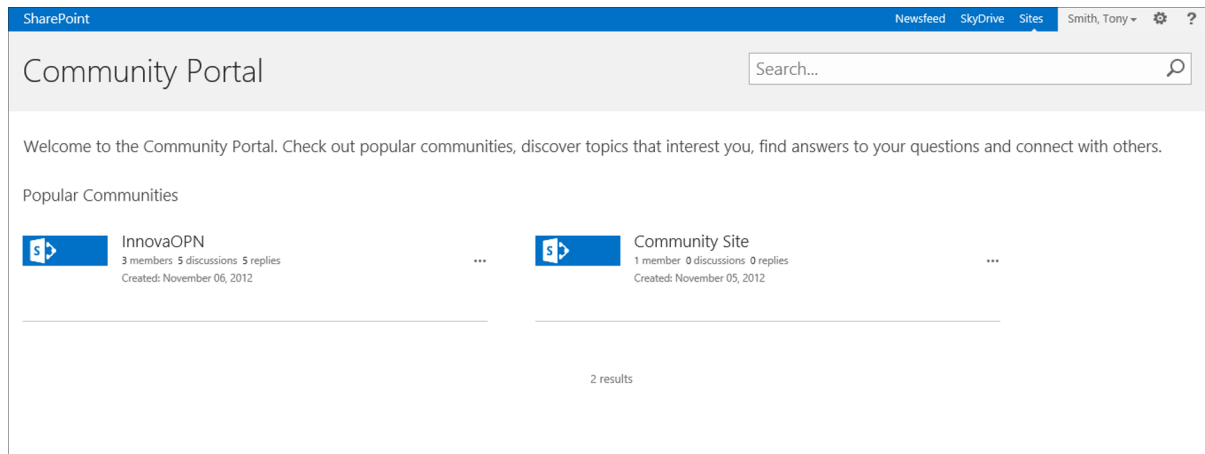 SharePoint
Newsfeed SkyDrive Sites Smith, Tony ?
Community Portal
Search...
Welcome to the Community Portal. Check out popular communities, discover topics that interest you, find answers to your questions and connect with others.
Popular Communities
S InnovaOPN
3 members 5 discussions 5 replies
...
Created: November 06, 2012
S Community Site
1 member 0 discussions 0 replies
...
Created: November 05, 2012
2 results